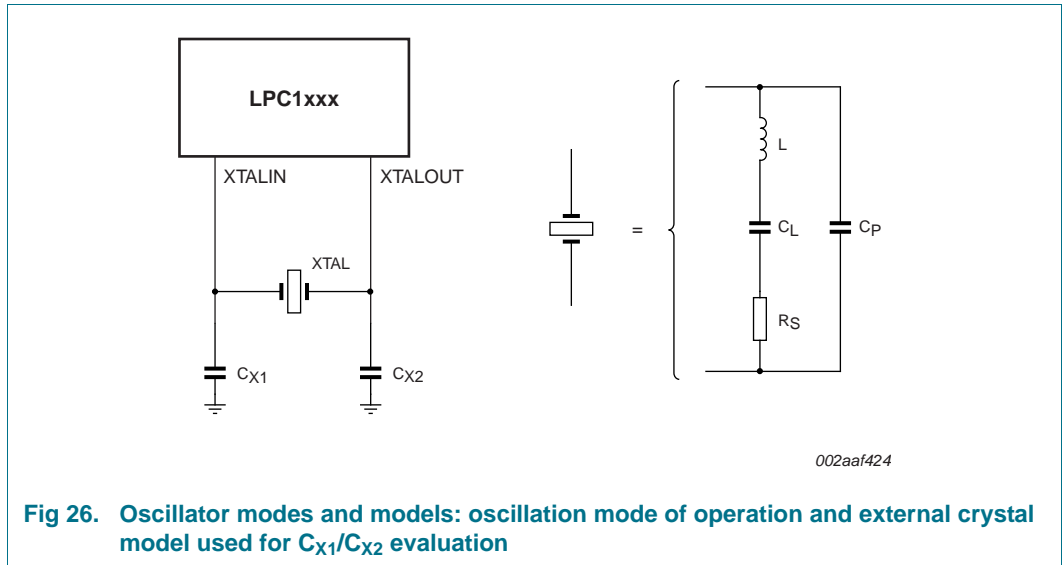 LPC1xxx
XTALIN
XTALOUT
XTAL
CX1
CX2
=
L
CL
CP
RS
002aaf424
Fig 26. Oscillator modes and models: oscillation mode of operation and external crystal
model used for CX1/CX2 evaluation